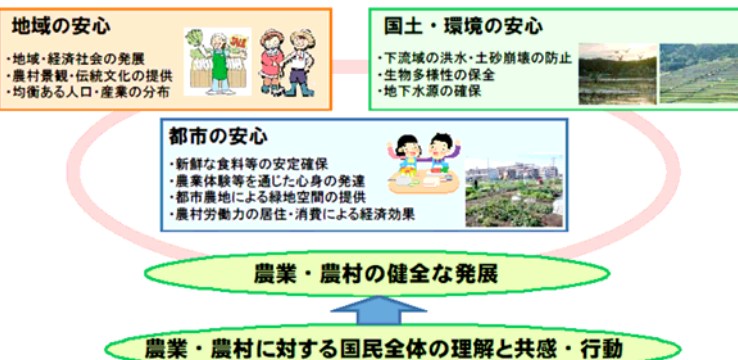 地域の安心
・地域・経済社会の発展
・農村景観・伝統文化の提供
・均衡ある人口・産業の分布
国土・環境の安心
・下流域の洪水・土砂崩壊の防止
・生物多様性の保全
・地下水源の確保
都市の安心
・新鮮な食料等の安定確保
・農業体験等を通じた心身の発達
・都市農地による緑地空間の提供
・農村労働力の居住・消費による経済効果
農業・農村の健全な発展
農業・農村に対する国民全体の理解と共感・行動